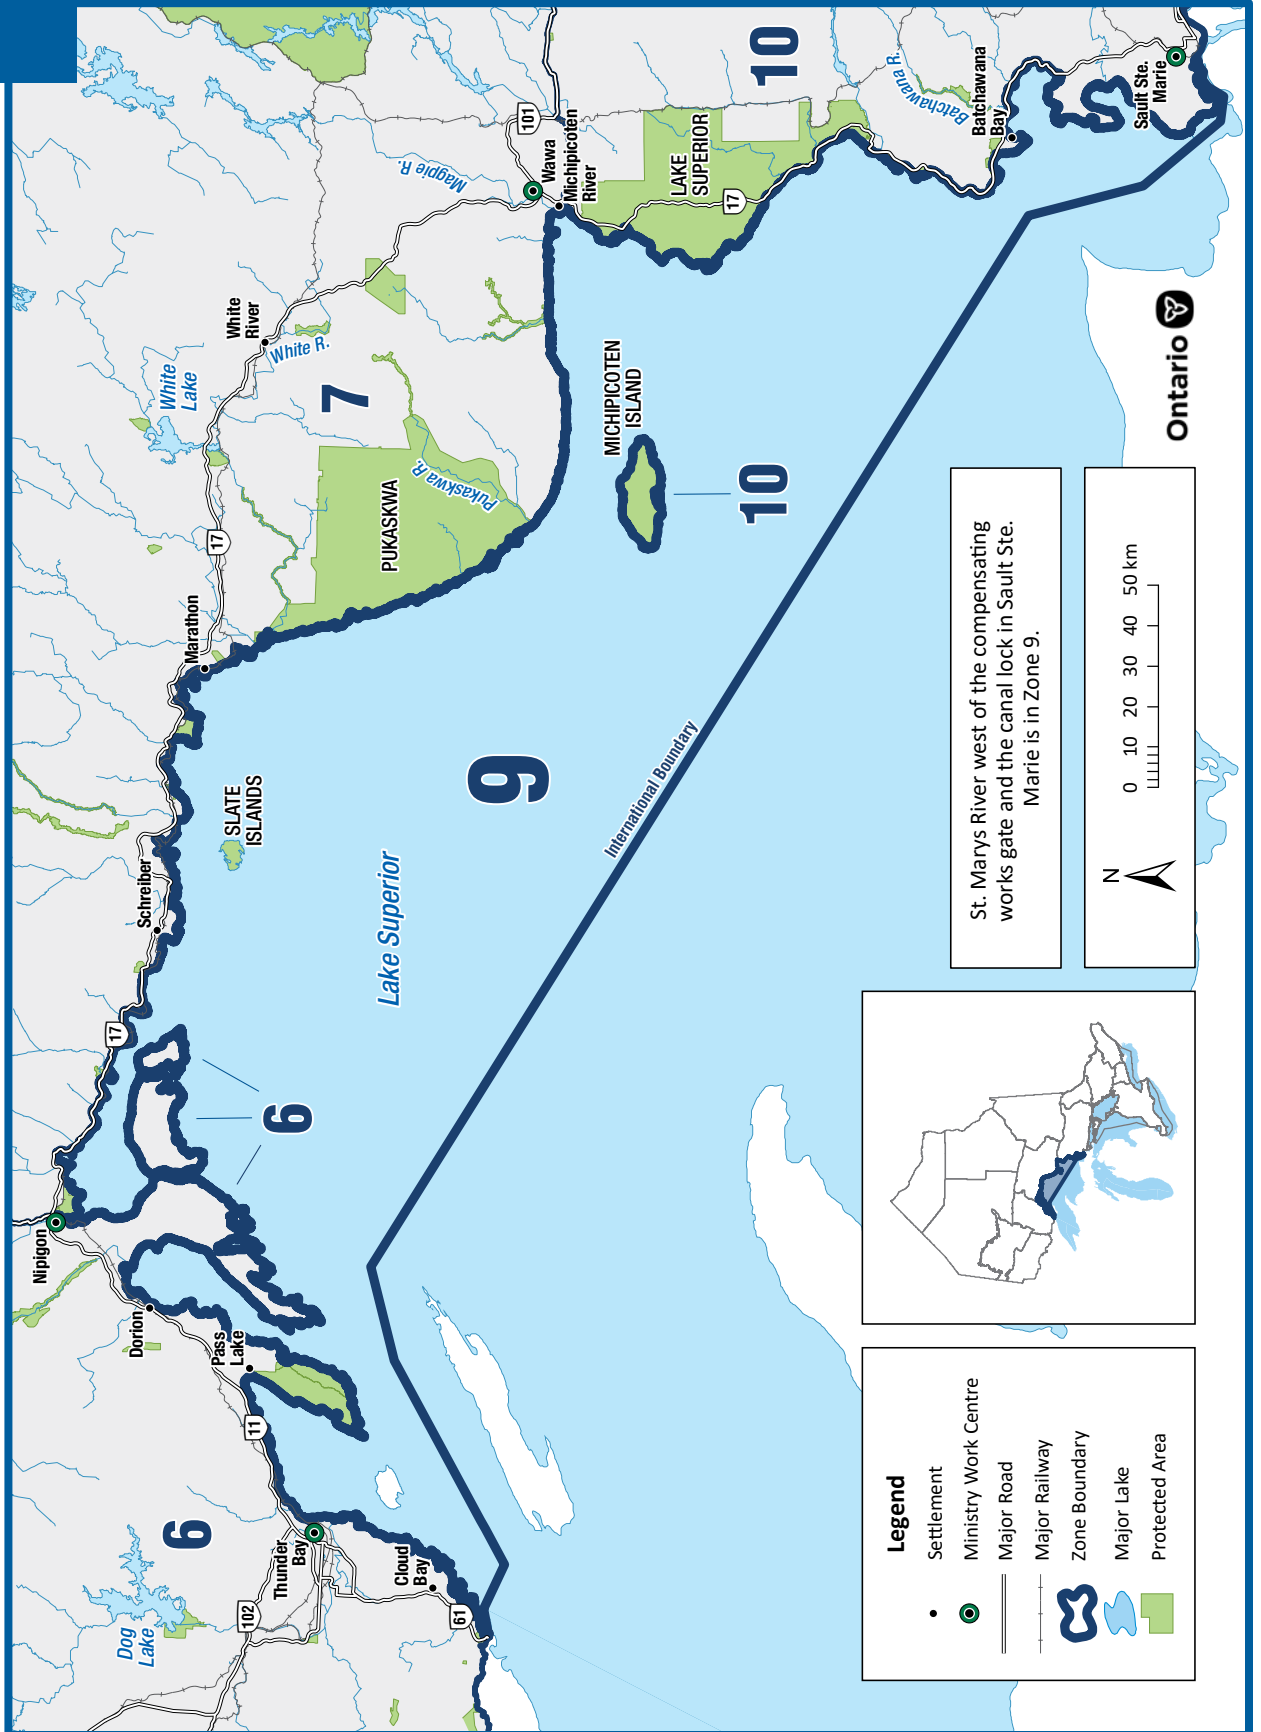 Dog
Lake
6
102
Thunder
Bay
Cloud
Bay
61
11
Pass
Lake
Dorion
Nipigon
6
17
Schreiber
SLATE
ISLANDS
Lake Superior
9
International Boundary
Marathon
17
White
Lake
White
River
White R.
7
PUKASKWA
Pukaskwa R.
MICHIPICOTEN
ISLAND
10
Magpie R.
101
Wawa
Michipicoten
River
LAKE
SUPERIOR
17
10
Batchawana R.
Batchawana
Bay
Sault Ste.
Marie
Legend
Settlement
Ministry Work Centre
Major Road
Major Railway
Zone Boundary
Major Lake
Protected Area
St. Marys River west of the compensating
works gate and the canal lock in Sault Ste.
Marie is in Zone 9.
N
0 10 20 30 40 50 km
Ontario